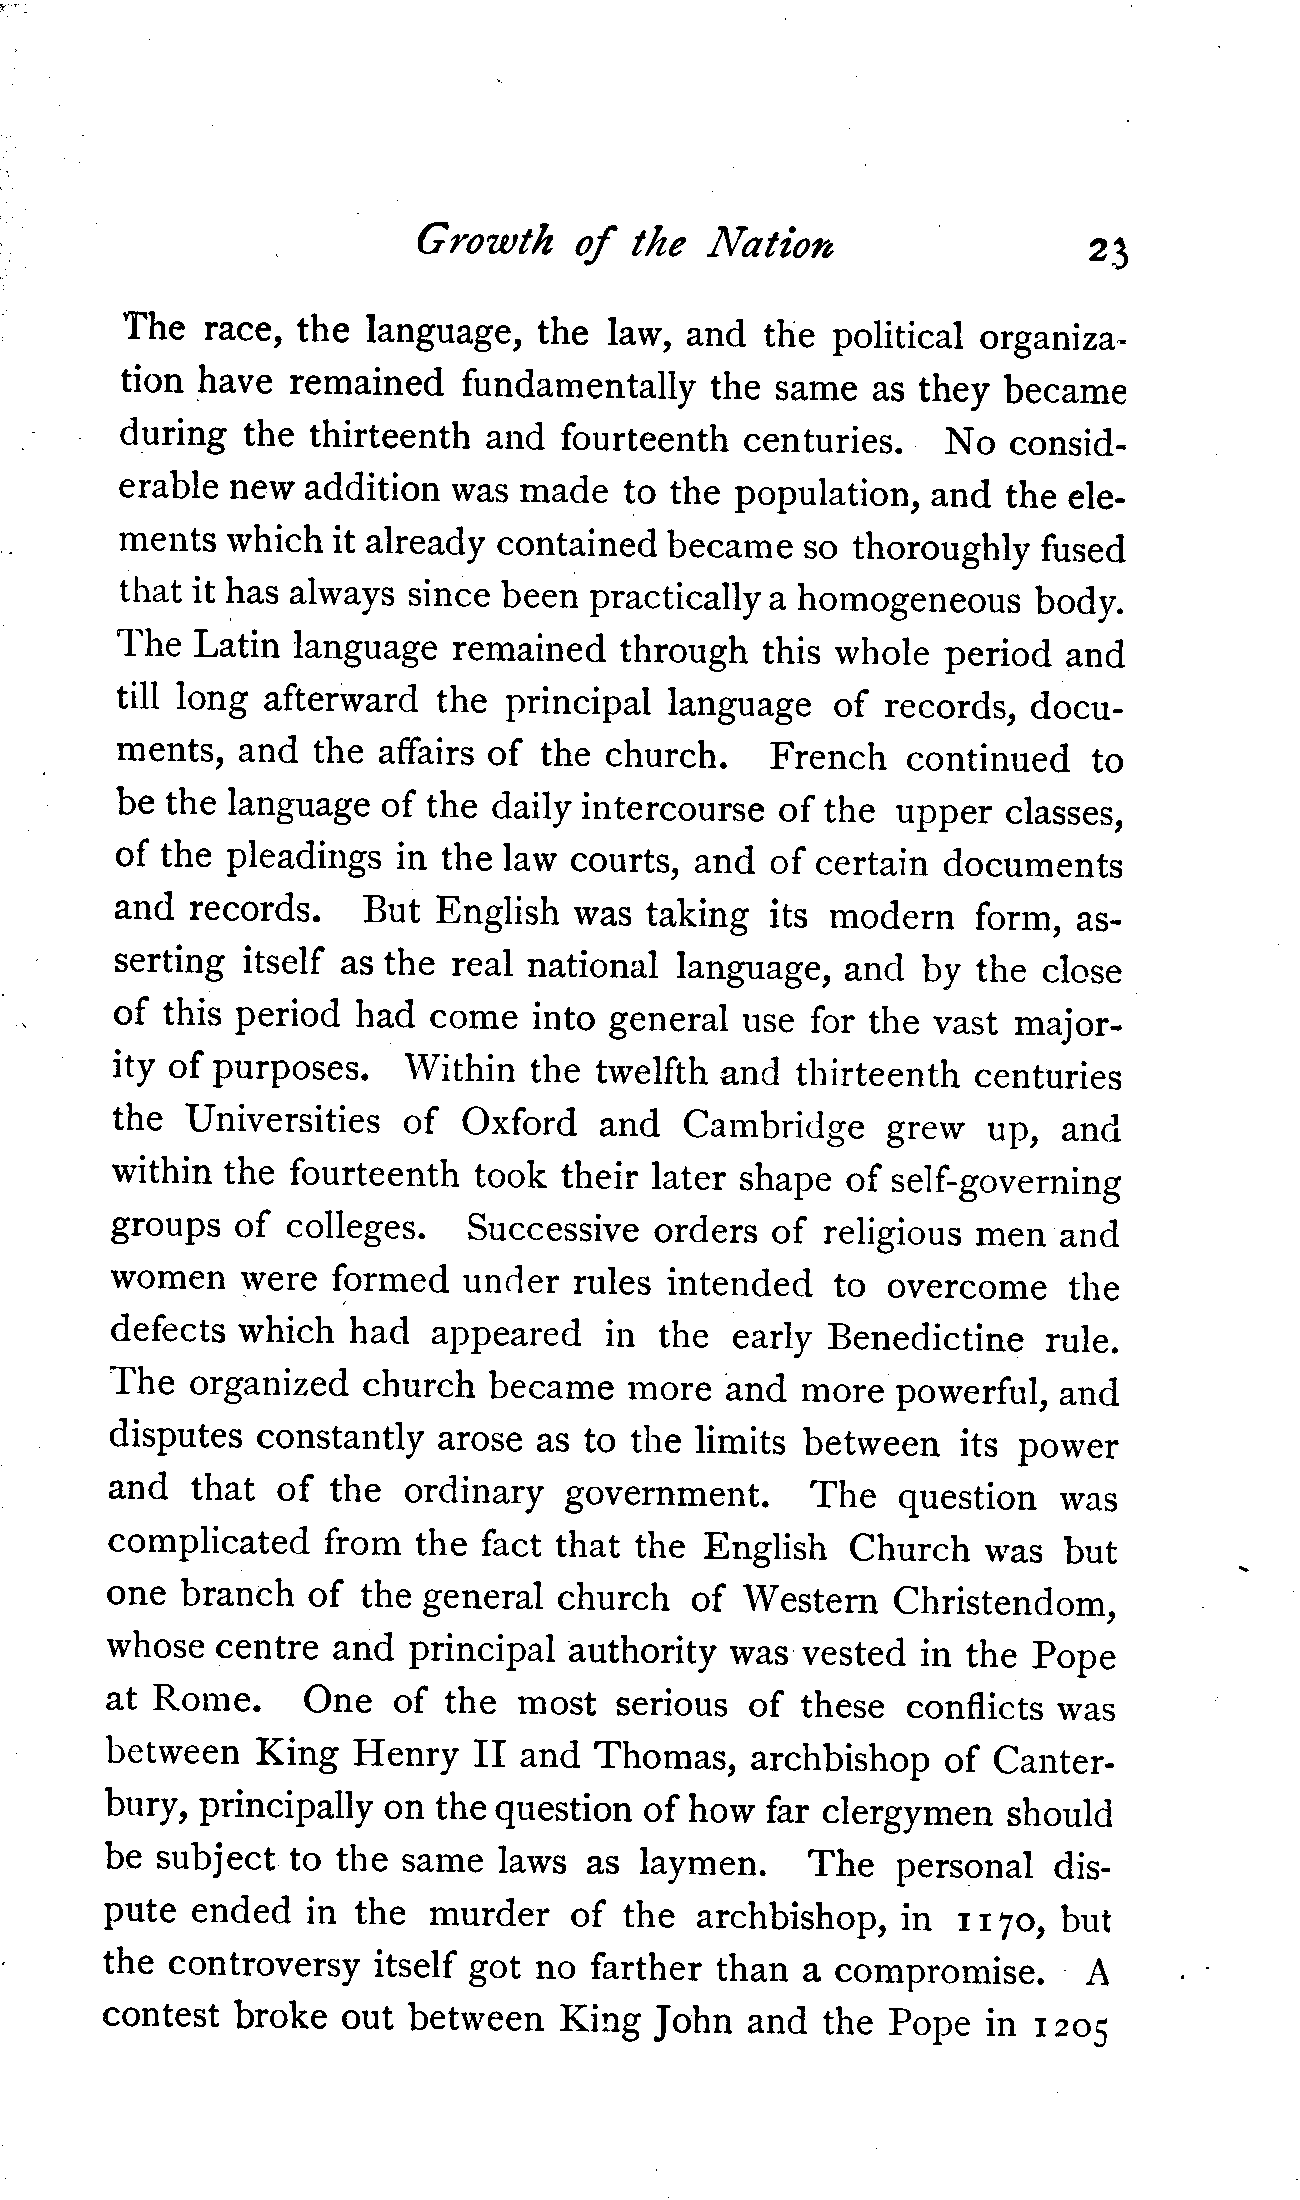 Growth of the Nation 23
The race, the language, the law, and the political organiza-
tion have remained fundamentally the same as they became
during the thirteenth and fourteenth centuries. No consid-
erable new addition was made to the population, and the ele-
ments which it already contained became so thoroughly fused
that it has always since been practically a homogeneous body.
The Latin language remained through this whole period and
till long afterward the principal language of records, docu-
ments, and the affairs of the church. French continued to
be the language of the daily intercourse of the upper classes,
of the pleadings in the law courts, and of certain documents
and records. But English was taking its modern form, as-
serting itself as the real national language, and by the close
of this period had come into general use for the vast major-
ity of purposes. Within the twelfth and thirteenth centuries
the Universities of Oxford and Cambridge grew up, and
within the fourteenth took their later shape of self-governing
groups of colleges. Successive orders of religious men and
women were formed under rules intended to overcome the
defects which had appeared in the early Benedictine rule.
The organized church became more and more powerful, and
disputes constantly arose as to the limits between its power
and that of the ordinary government. The question was
complicated from the fact that the English Church was but
one branch of the general church of Western Christendom,
whose centre and principal authority was vested in the Pope
at Rome. One of the most serious of these conflicts was
between King Henry II and Thomas, archbishop of Canter-
bury, principally on the question of how far clergymen should
be subject to the same laws as laymen. The personal dis-
pute ended in the murder of the archbishop, in 1170, but
the controversy itself got no farther than a compromise. A
contest broke out between King John and the Pope in 1205